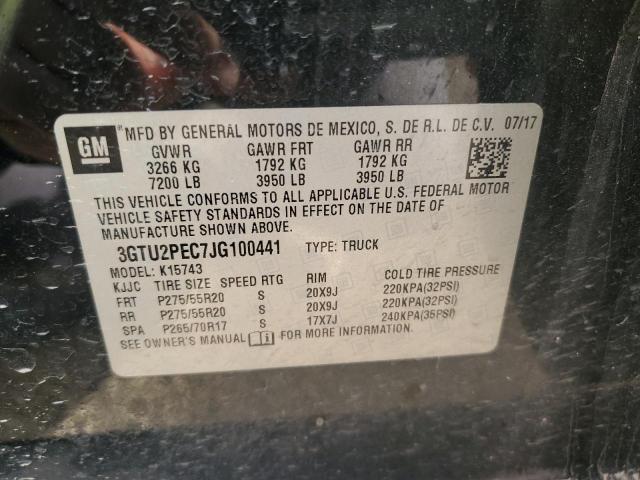 GM MFD BY GENERAL MOTORS DE MEXICO, S. DE R.L. DE C.V. 07/17
GVWR GAWR FRT GAWR RR
3266 KG 1792 KG 1792 KG
7200 LB 3950 LB 3950 LB
THIS VEHICLE CONFORMS TO ALL APPLICABLE U.S. FEDERAL MOTOR
VEHICLE SAFETY STANDARDS IN EFFECT ON THE DATE OF
MANUFACTURE SHOWN ABOVE.
3GTU2PEC7JG100441 TYPE: TRUCK
MODEL: K15743
KJJC TIRE SIZE SPEED RTG RIM COLD TIRE PRESSURE
FRT P275/55R20 S 20X9J 220KPA(32PSI)
RR P275/55R20 S 20X9J 220KPA(32PSI)
SPA P265/70R17 S 17X7J 240KPA(35PSI)
SEE OWNER'S MANUAL FOR MORE INFORMATION.